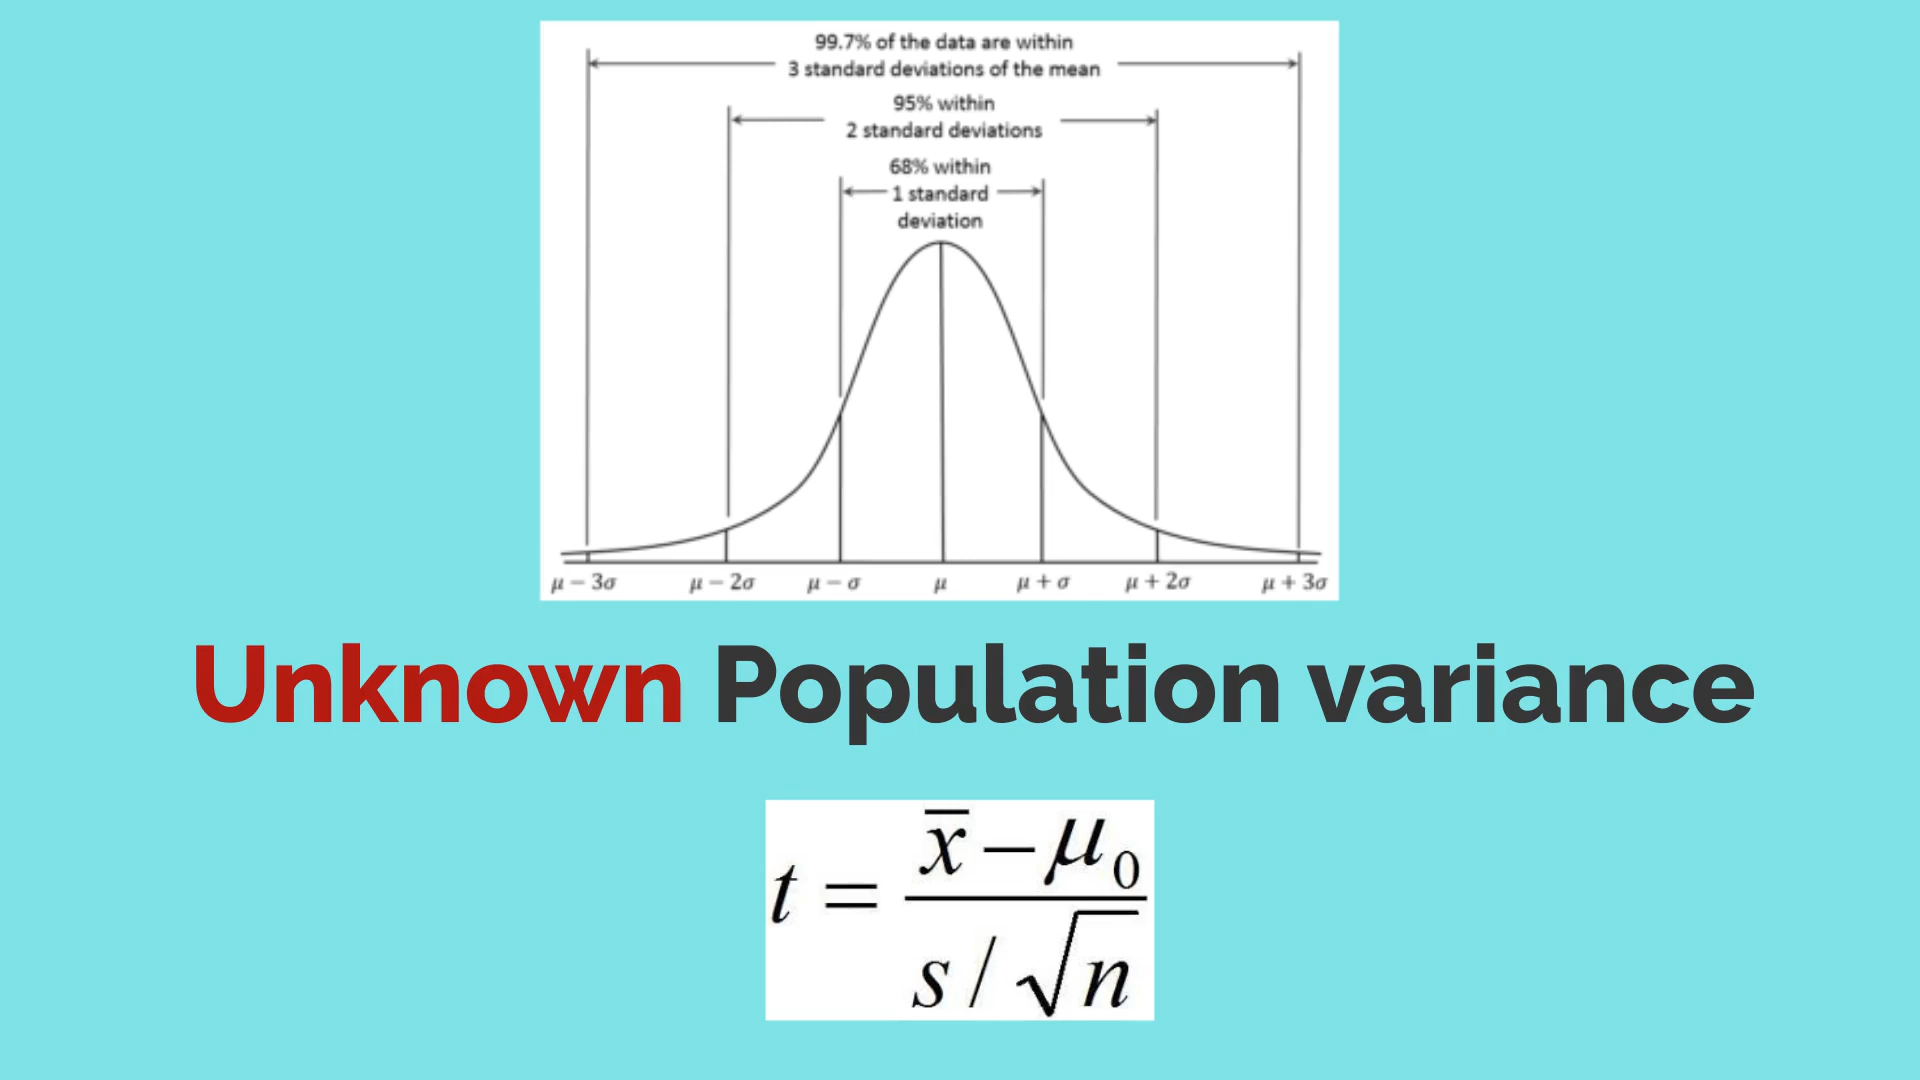 99.7% of the data are within
3 standard deviations of the mean
95% within
2 standard deviations
68% within
1 standard
deviation
μ − 3σ μ − 2σ μ − σ μ μ + σ μ + 2σ μ + 3σ
Unknown Population variance
t = (x̅ − μ₀) / (s / √n)